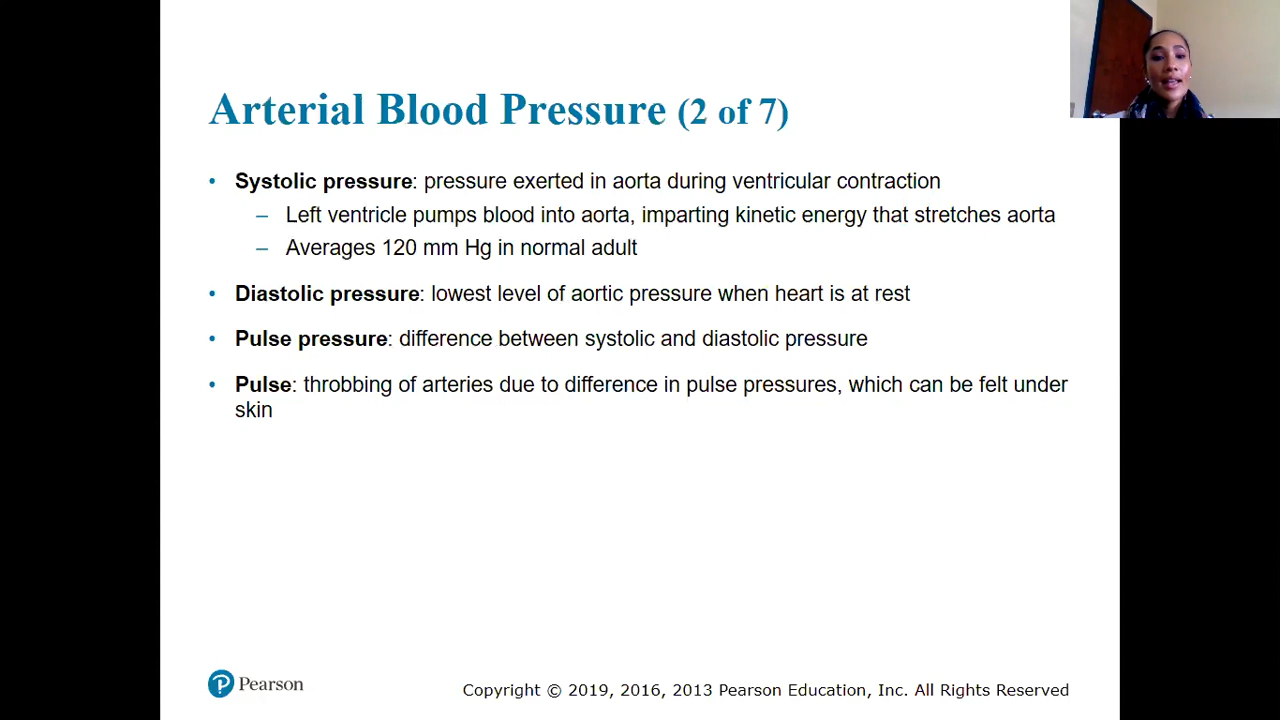 Arterial Blood Pressure (2 of 7)
• Systolic pressure: pressure exerted in aorta during ventricular contraction
– Left ventricle pumps blood into aorta, imparting kinetic energy that stretches aorta
– Averages 120 mm Hg in normal adult
• Diastolic pressure: lowest level of aortic pressure when heart is at rest
• Pulse pressure: difference between systolic and diastolic pressure
• Pulse: throbbing of arteries due to difference in pulse pressures, which can be felt under
skin
P Pearson
Copyright © 2019, 2016, 2013 Pearson Education, Inc. All Rights Reserved